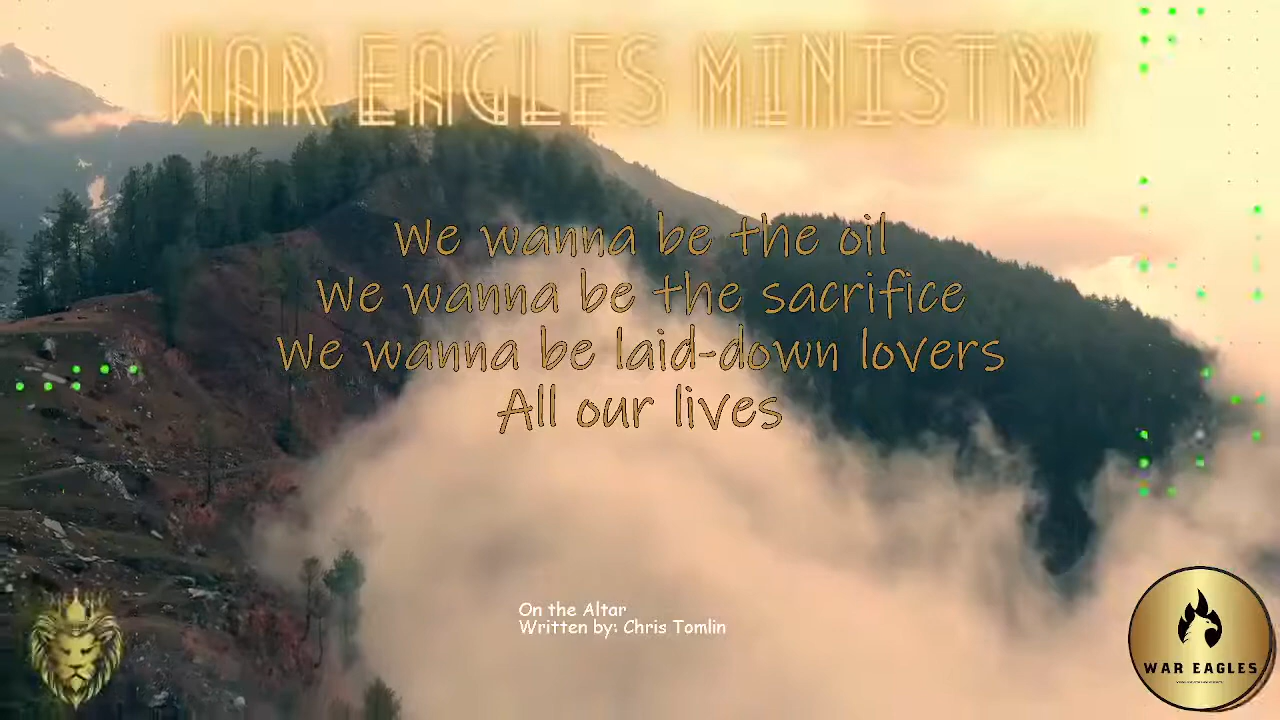 WAR EAGLES MINISTRY
We wanna be the oil
We wanna be the sacrifice
We wanna be laid-down lovers
All our lives
On the Altar
Written by: Chris Tomlin
WAR EAGLES